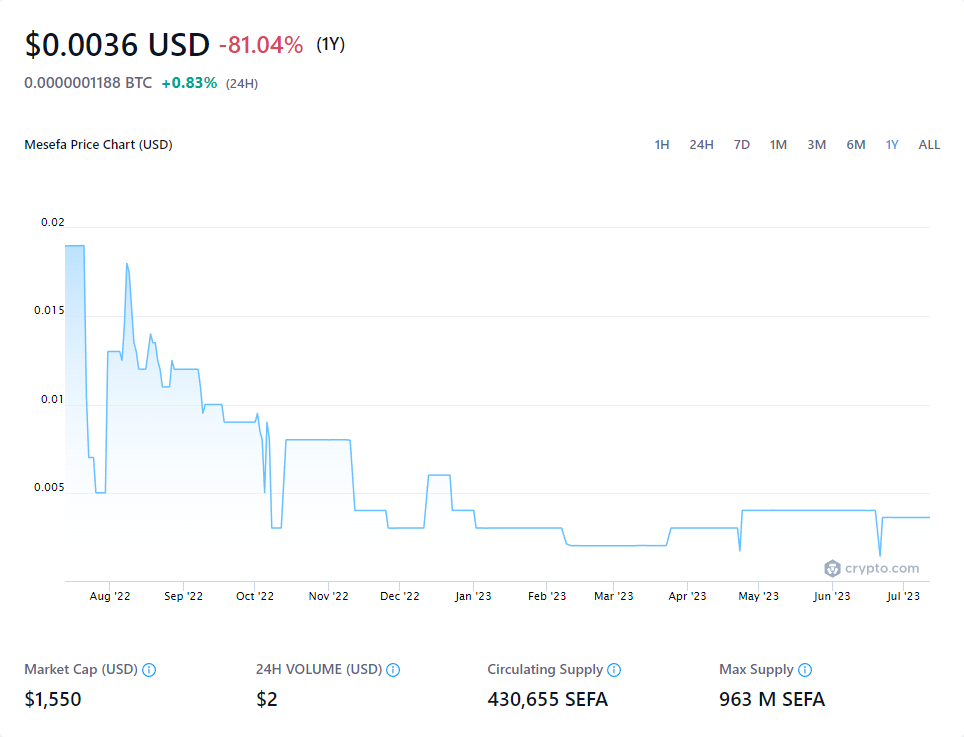 $0.0036 USD -81.04% (1Y)
0.0000001188 BTC +0.83% (24H)
Mesefa Price Chart (USD) 1H 24H 7D 1M 3M 6M 1Y ALL
0.02
0.015
0.01
0.005
crypto.com
Aug '22 Sep '22 Oct '22 Nov '22 Dec '22 Jan '23 Feb '23 Mar '23 Apr '23 May '23 Jun '23 Jul '23
Market Cap (USD) 24H VOLUME (USD) Circulating Supply Max Supply
$1,550 $2 430,655 SEFA 963 M SEFA